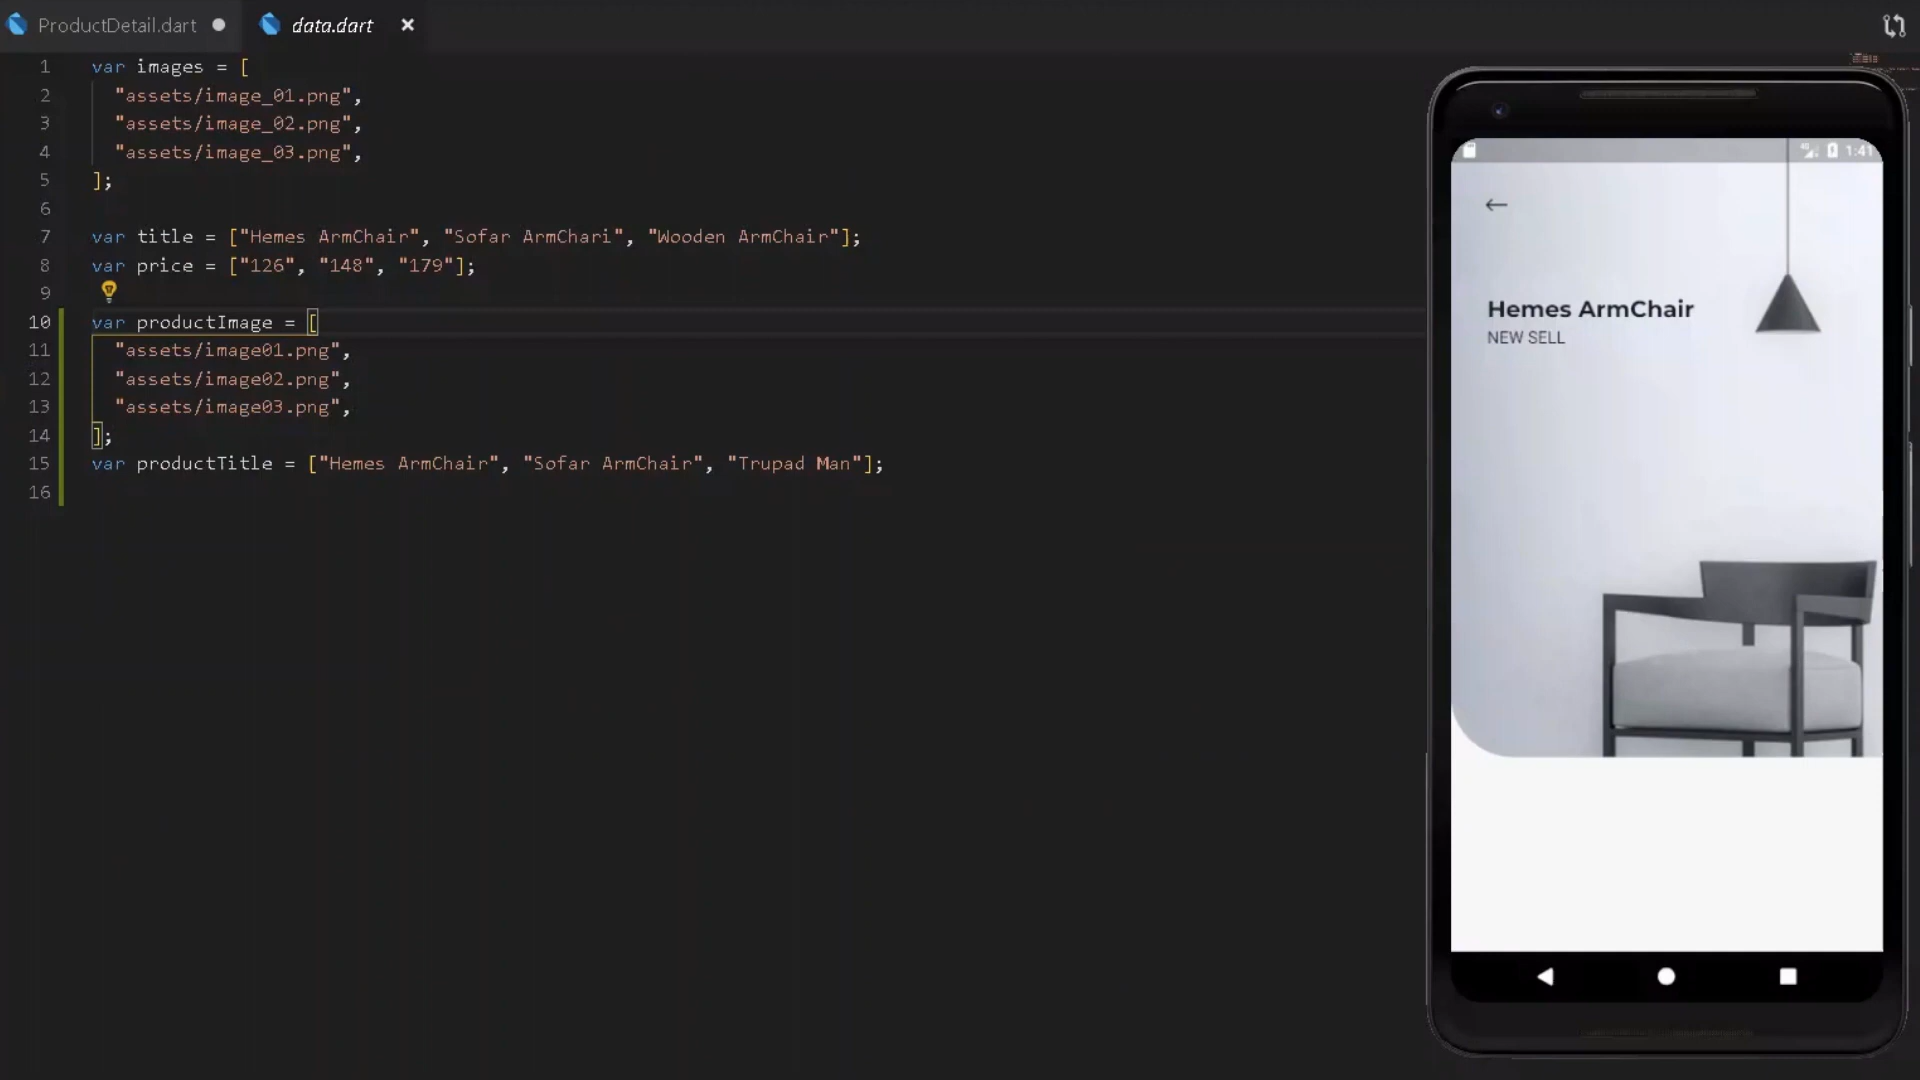 ProductDetail.dart
data.dart
1 var images = [
2 "assets/image_01.png",
3 "assets/image_02.png",
4 "assets/image_03.png",
5 ];
6
7 var title = ["Hemes ArmChair", "Sofar ArmChari", "Wooden ArmChair"];
8 var price = ["126", "148", "179"];
9
10 var productImage = [
11 "assets/image01.png",
12 "assets/image02.png",
13 "assets/image03.png",
14 ];
15 var productTitle = ["Hemes ArmChair", "Sofar ArmChair", "Trupad Man"];
16
1:41
Hemes ArmChair
NEW SELL